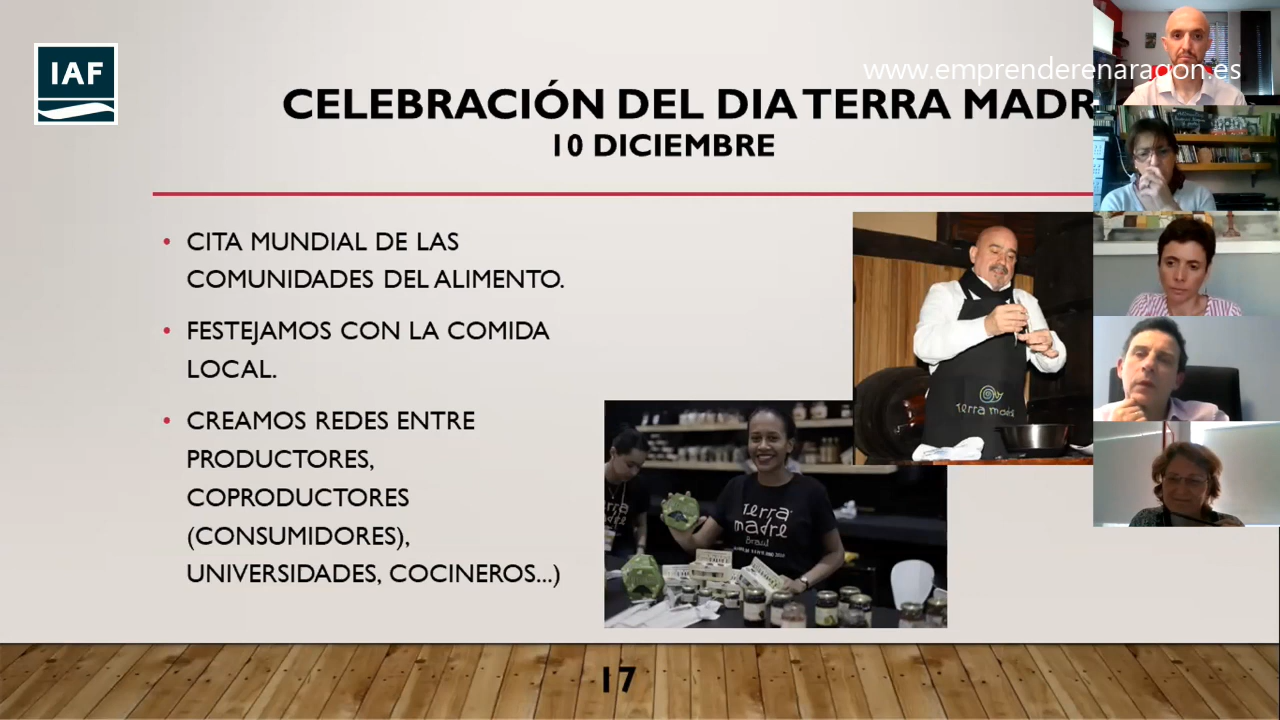 IAF
www.emprenderenaragon.es
CELEBRACIÓN DEL DIA TERRA MADR
10 DICIEMBRE
• CITA MUNDIAL DE LAS
COMUNIDADES DEL ALIMENTO.
• FESTEJAMOS CON LA COMIDA
LOCAL.
• CREAMOS REDES ENTRE
PRODUCTORES,
COPRODUCTORES
(CONSUMIDORES),
UNIVERSIDADES, COCINEROS...)
Terra madre
Terra
madre
Brasil
17